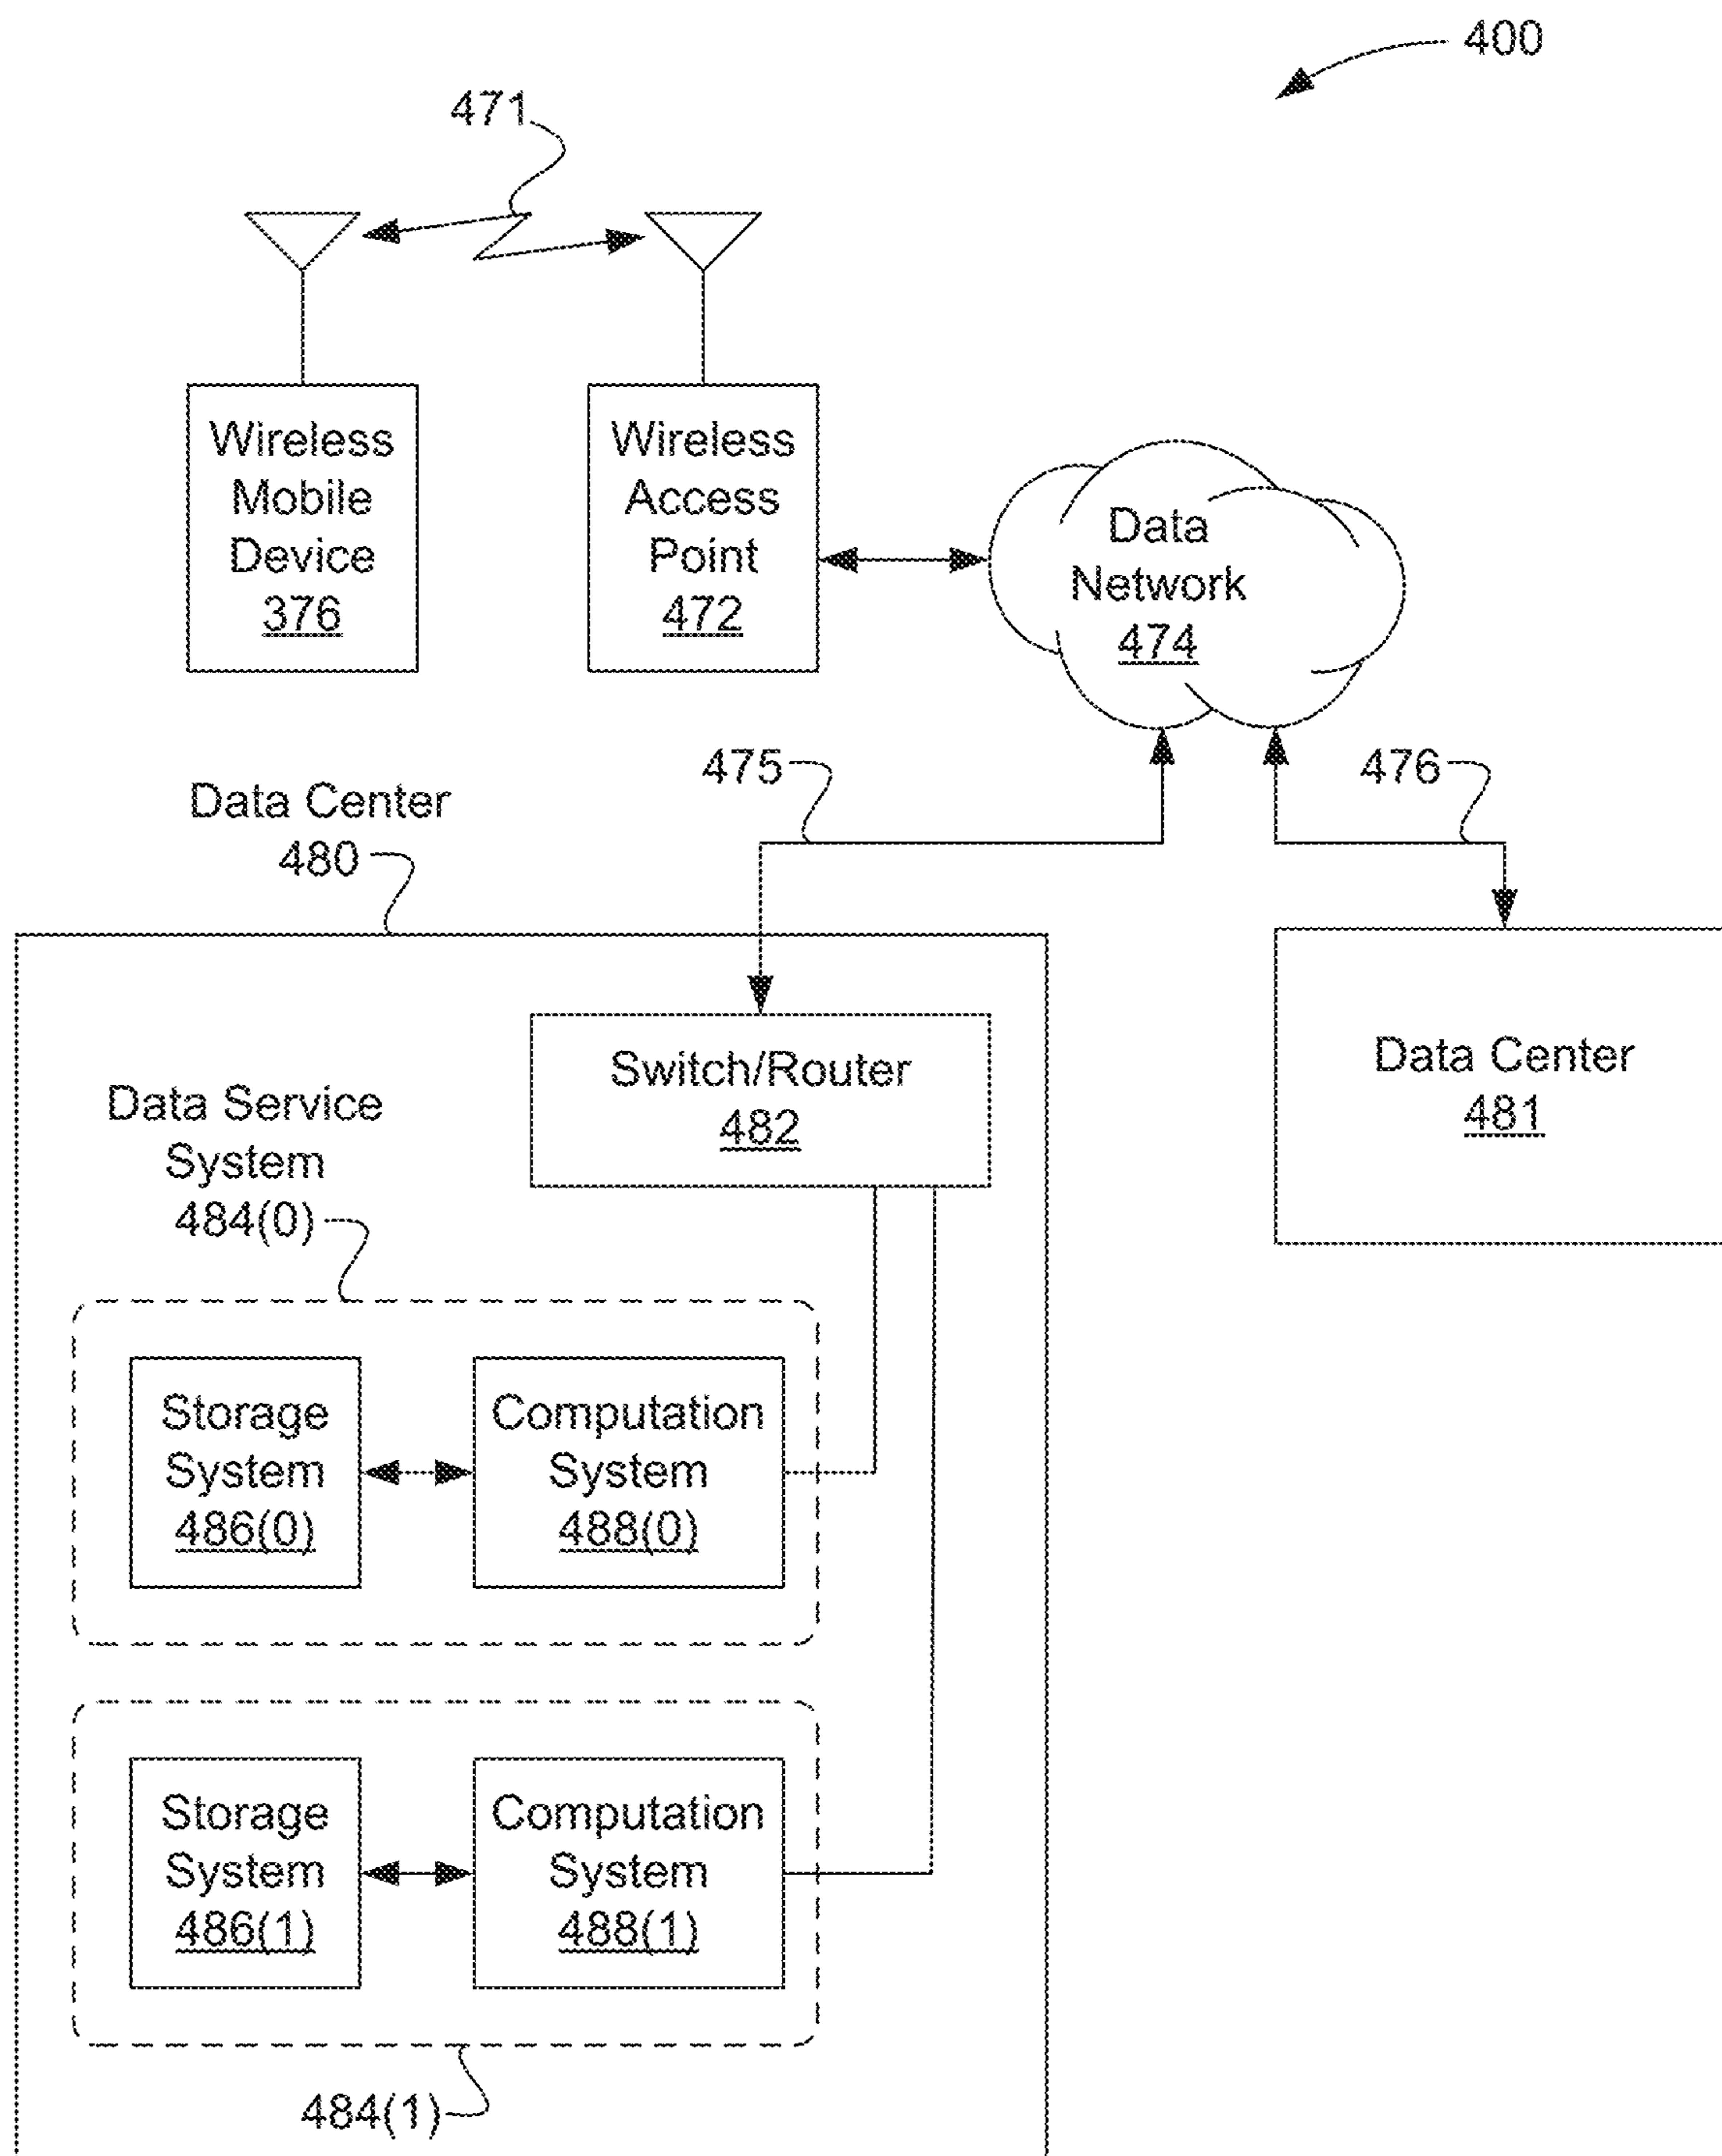 400
471
Wireless
Mobile
Device
376
Wireless
Access
Point
472
Data
Network
474
475
476
Data Center
480
Switch/Router
482
Data Center
481
Data Service
System
484(0)
Storage
System
486(0)
Computation
System
488(0)
Storage
System
486(1)
Computation
System
488(1)
484(1)